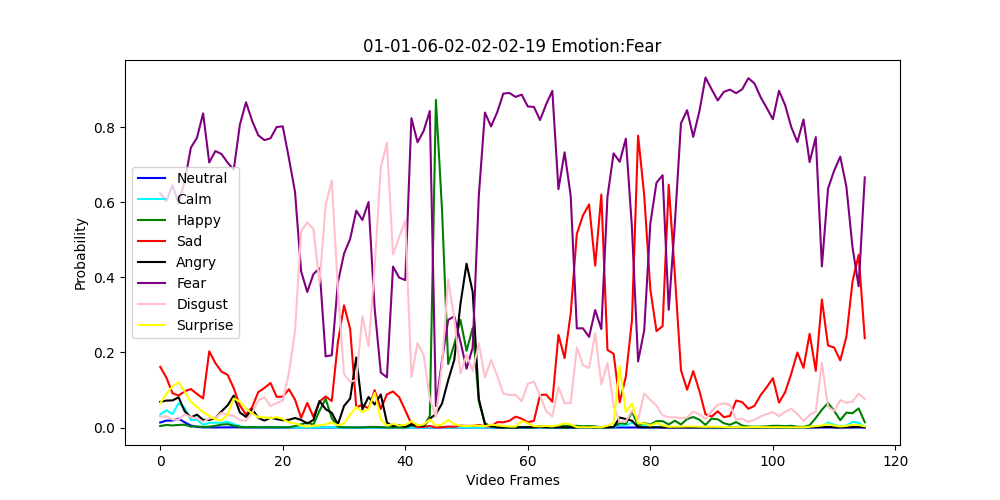 01-01-06-02-02-02-19 Emotion:Fear
Probability
0.8
0.6
0.4
0.2
0.0
Neutral
Calm
Happy
Sad
Angry
Fear
Disgust
Surprise
0 20 40 60 80 100 120
Video Frames